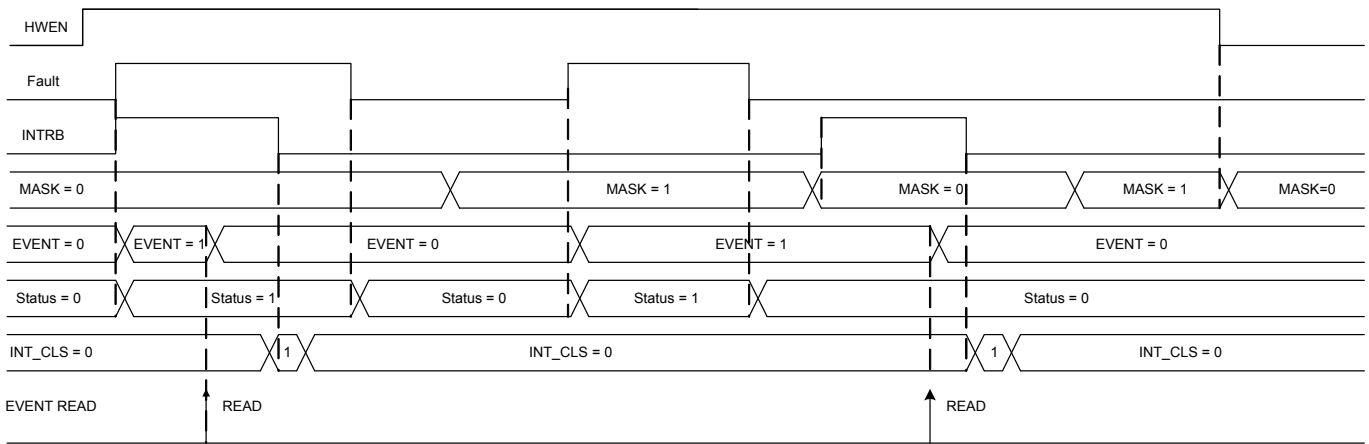 HWEN
Fault
INTRB
MASK = 0 MASK = 1 MASK = 0 MASK = 1 MASK=0
EVENT = 0 EVENT = 1 EVENT = 0 EVENT = 1 EVENT = 0
Status = 0 Status = 1 Status = 0 Status = 1 Status = 0
INT_CLS = 0 1 INT_CLS = 0 1 INT_CLS = 0
EVENT READ READ READ